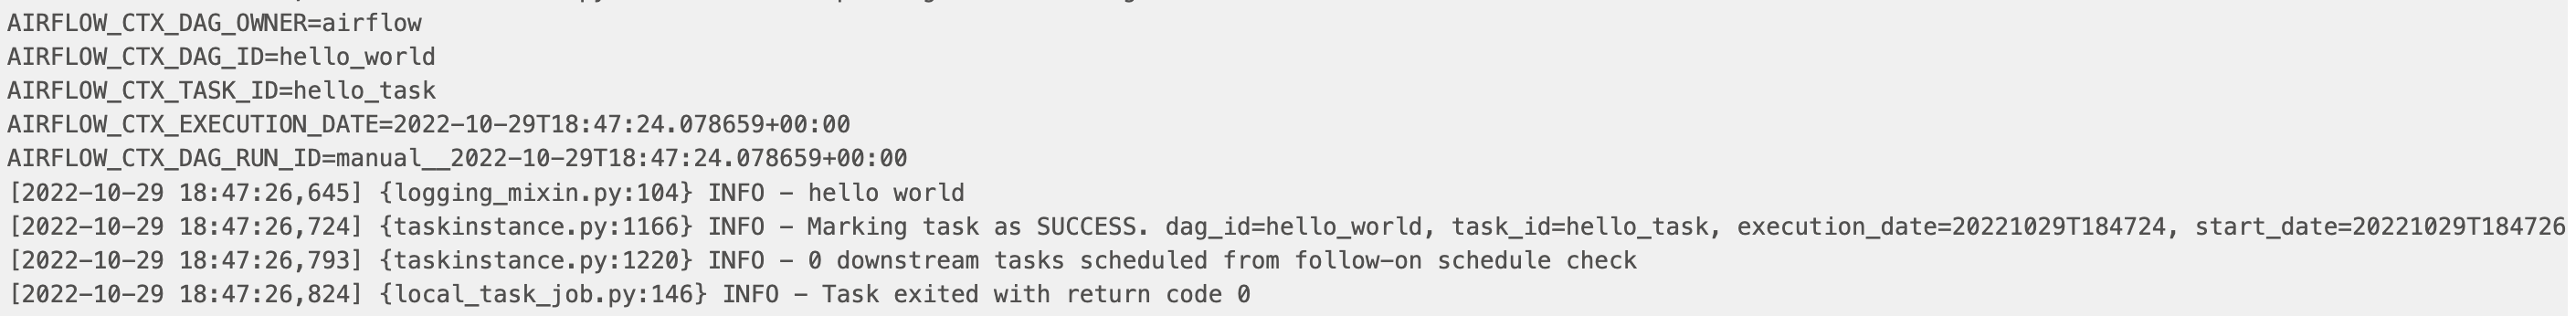 AIRFLOW_CTX_DAG_OWNER=airflow
AIRFLOW_CTX_DAG_ID=hello_world
AIRFLOW_CTX_TASK_ID=hello_task
AIRFLOW_CTX_EXECUTION_DATE=2022-10-29T18:47:24.078659+00:00
AIRFLOW_CTX_DAG_RUN_ID=manual__2022-10-29T18:47:24.078659+00:00
[2022-10-29 18:47:26,645] {logging_mixin.py:104} INFO - hello world
[2022-10-29 18:47:26,724] {taskinstance.py:1166} INFO - Marking task as SUCCESS. dag_id=hello_world, task_id=hello_task, execution_date=20221029T184724, start_date=20221029T184726
[2022-10-29 18:47:26,793] {taskinstance.py:1220} INFO - 0 downstream tasks scheduled from follow-on schedule check
[2022-10-29 18:47:26,824] {local_task_job.py:146} INFO - Task exited with return code 0